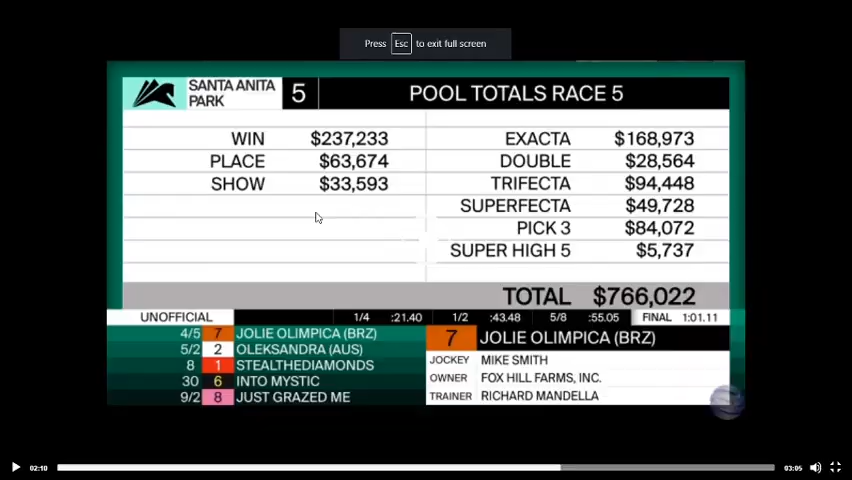 Press Esc to exit full screen
SANTA ANITA PARK 5 POOL TOTALS RACE 5
WIN $237,233 EXACTA $168,973
PLACE $63,674 DOUBLE $28,564
SHOW $33,593 TRIFECTA $94,448
SUPERFECTA $49,728
PICK 3 $84,072
SUPER HIGH 5 $5,737
TOTAL $766,022
UNOFFICIAL 1/4 :21.40 1/2 :43.48 5/8 :55.05 FINAL 1:01.11
4/5 7 JOLIE OLIMPICA (BRZ)
5/2 2 OLEKSANDRA (AUS)
8 1 STEALTHEDIAMONDS
30 6 INTO MYSTIC
9/2 8 JUST GRAZED ME
7 JOLIE OLIMPICA (BRZ)
JOCKEY MIKE SMITH
OWNER FOX HILL FARMS, INC.
TRAINER RICHARD MANDELLA
02:10 03:05